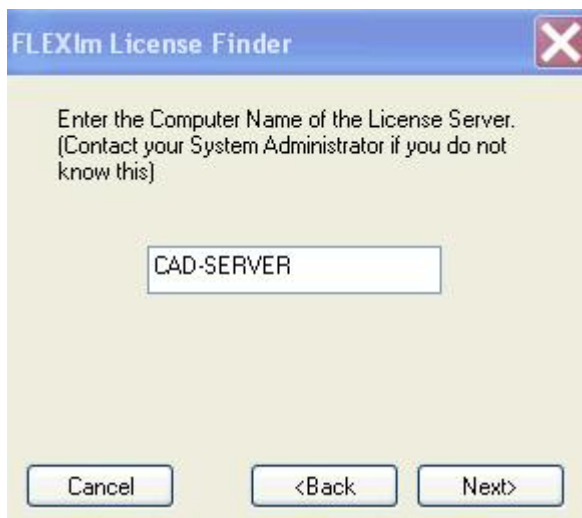 FLEXlm License Finder
Enter the Computer Name of the License Server.
(Contact your System Administrator if you do not
know this)
CAD-SERVER
Cancel
<Back
Next>